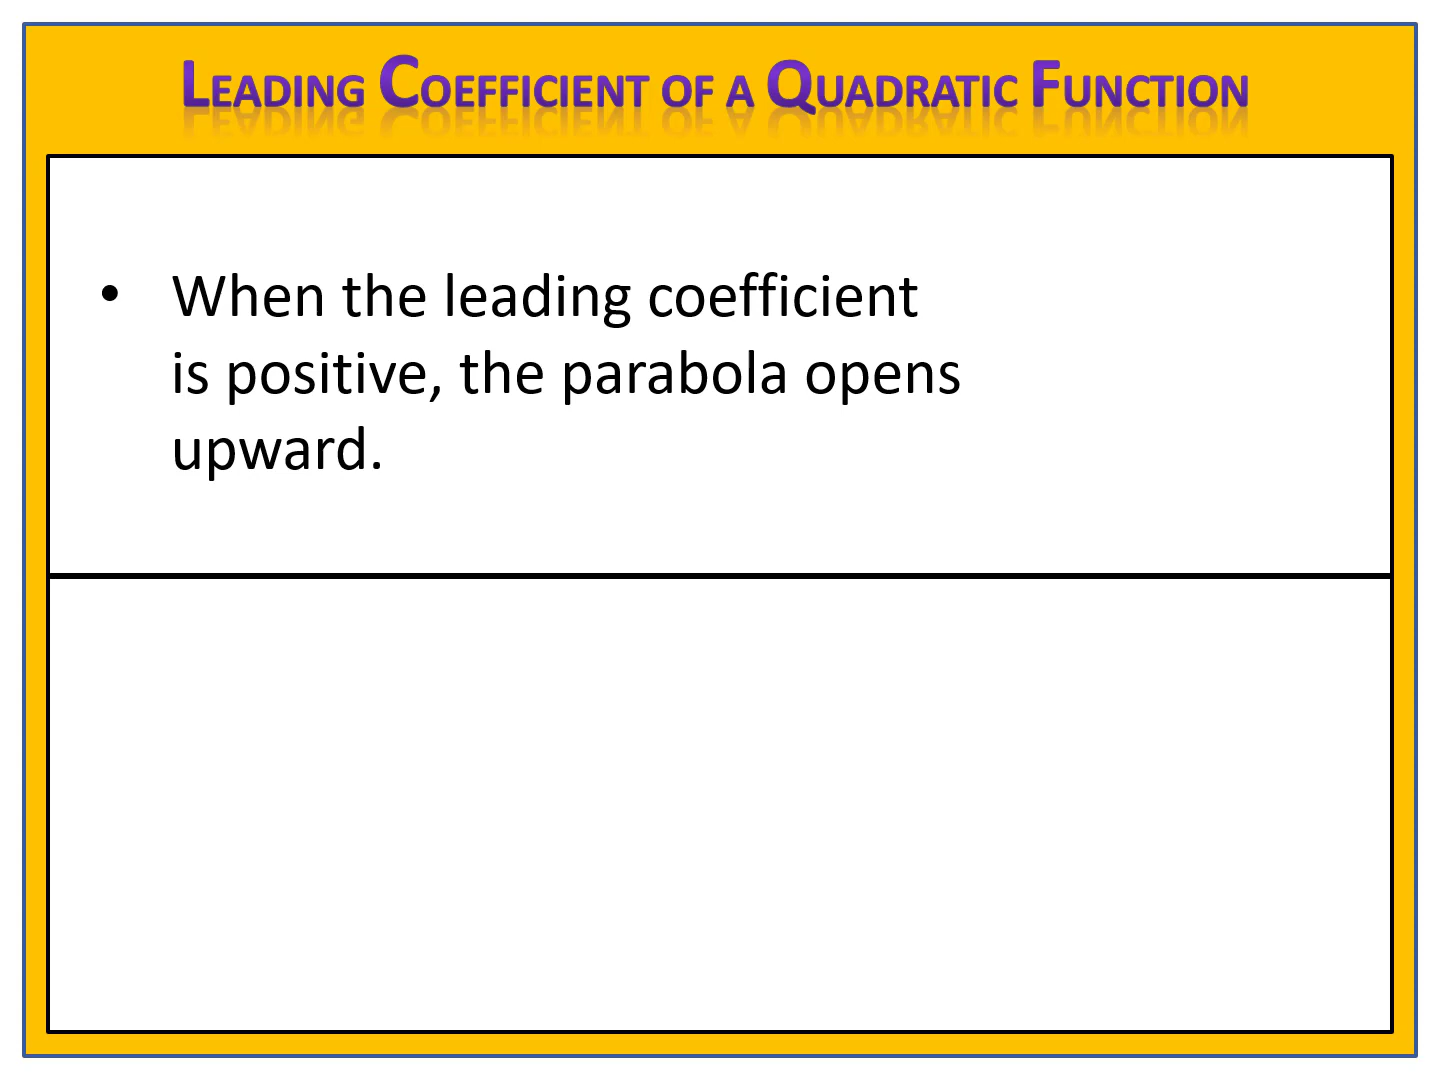 LEADING COEFFICIENT OF A QUADRATIC FUNCTION
• When the leading coefficient
is positive, the parabola opens
upward.